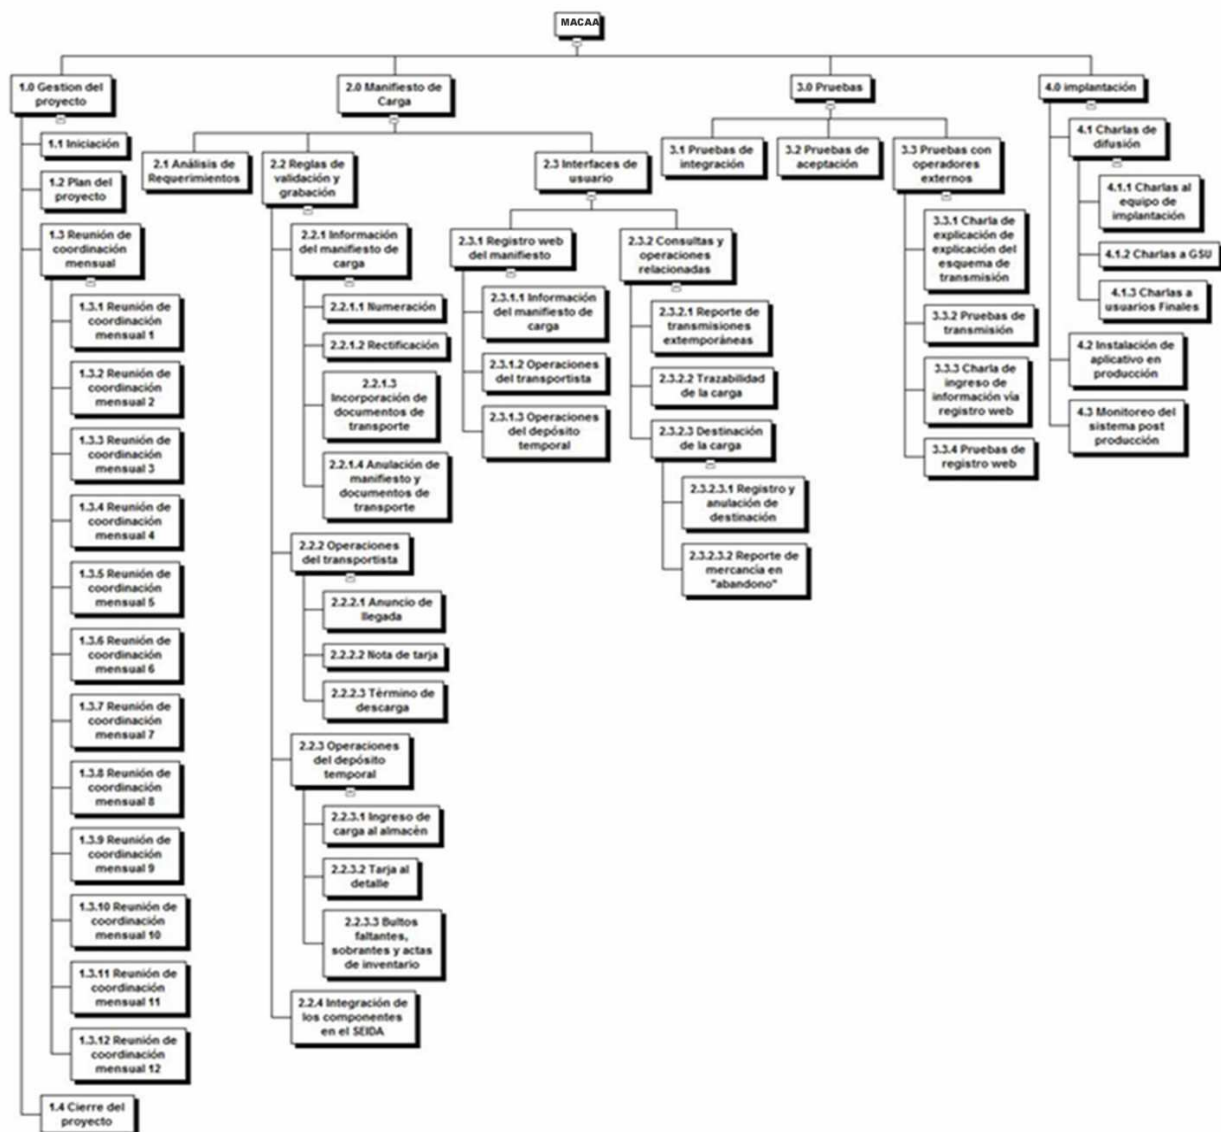 MACAA
1.0 Gestion del
proyecto
1.1 Iniciación
1.2 Plan del
proyecto
1.3 Reunión de
coordinación
mensual
1.3.1 Reunión de
coordinación
mensual 1
1.3.2 Reunión de
coordinación
mensual 2
1.3.3 Reunión de
coordinación
mensual 3
1.3.4 Reunión de
coordinación
mensual 4
1.3.5 Reunión de
coordinación
mensual 5
1.3.6 Reunión de
coordinación
mensual 6
1.3.7 Reunión de
coordinación
mensual 7
1.3.8 Reunión de
coordinación
mensual 8
1.3.9 Reunión de
coordinación
mensual 9
1.3.10 Reunión de
coordinación
mensual 10
1.3.11 Reunión de
coordinación
mensual 11
1.3.12 Reunión de
coordinación
mensual 12
1.4 Cierre del
proyecto
2.0 Manifiesto de
Carga
2.1 Análisis de
Requerimientos
2.2 Reglas de
validación y
grabación
2.2.1 Información
del manifiesto de
carga
2.2.1.1 Numeración
2.2.1.2 Rectificación
2.2.1.3
Incorporación de
documentos de
transporte
2.2.1.4 Anulación de
manifiesto y
documentos de
transporte
2.2.2 Operaciones
del transportista
2.2.2.1 Anuncio de
llegada
2.2.2.2 Nota de tarja
2.2.2.3 Término de
descarga
2.2.3 Operaciones
del depósito
temporal
2.2.3.1 Ingreso de
carga al almacén
2.2.3.2 Tarja al
detalle
2.2.3.3 Bultos
faltantes,
sobrantes y actas
de inventario
2.2.4 Integración de
los componentes
en el SEIDA
2.3 Interfaces de
usuario
2.3.1 Registro web
del manifiesto
2.3.1.1 Información
del manifiesto de
carga
2.3.1.2 Operaciones
del transportista
2.3.1.3 Operaciones
del depósito
temporal
2.3.2 Consultas y
operaciones
relacionadas
2.3.2.1 Reporte de
transmisiones
extemporáneas
2.3.2.2 Trazabilidad
de la carga
2.3.2.3 Destinación
de la carga
2.3.2.3.1 Registro y
anulación de
destinación
2.3.2.3.2 Reporte de
mercancía en
"abandono"
3.0 Pruebas
3.1 Pruebas de
integración
3.2 Pruebas de
aceptación
3.3 Pruebas con
operadores
externos
3.3.1 Charla de
explicación de
explicación del
esquema de
transmisión
3.3.2 Pruebas de
transmisión
3.3.3 Charla de
ingreso de
información vía
registro web
3.3.4 Pruebas de
registro web
4.0 implantación
4.1 Charlas de
difusión
4.1.1 Charlas al
equipo de
implantación
4.1.2 Charlas a GSU
4.1.3 Charlas a
usuarios Finales
4.2 Instalación de
aplicativo en
producción
4.3 Monitoreo del
sistema post
producción